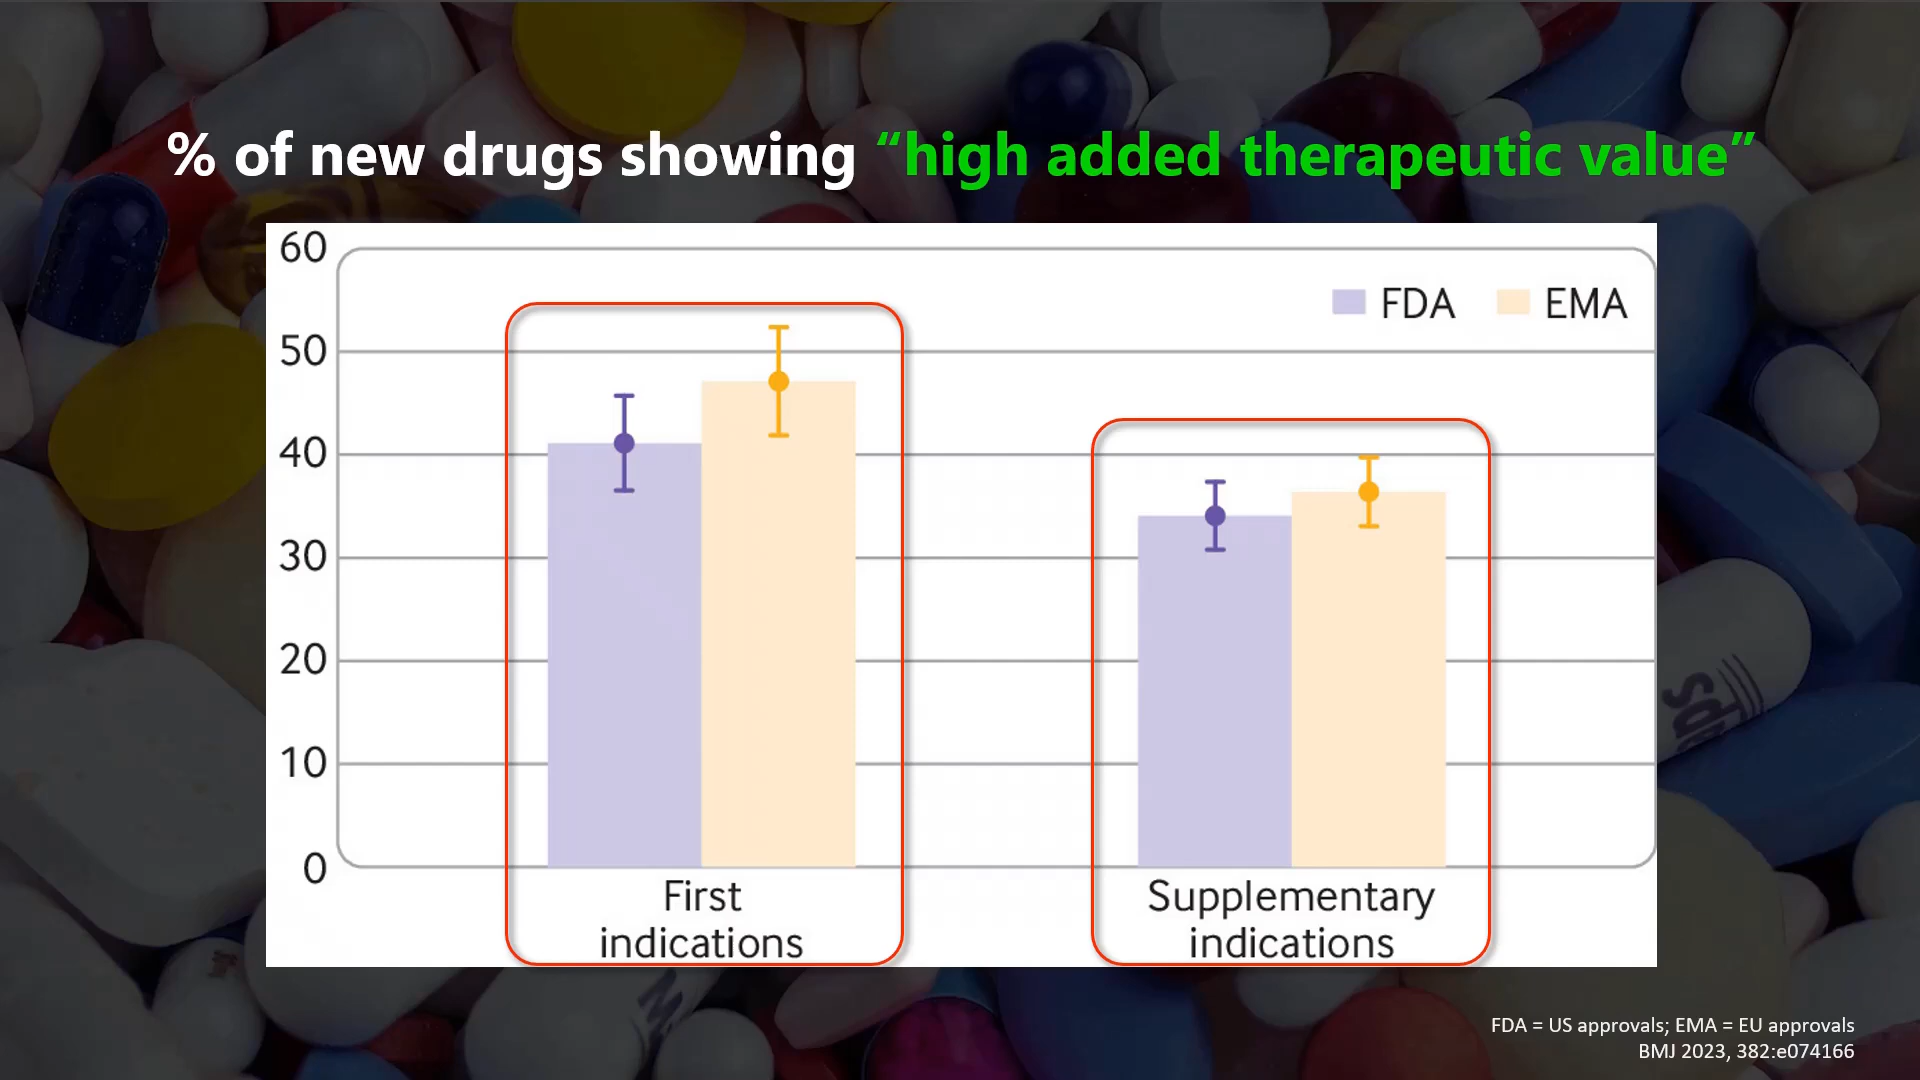 % of new drugs showing “high added therapeutic value”
60
FDA EMA
50
40
30
20
10
0
First
indications
Supplementary
indications
FDA = US approvals; EMA = EU approvals
BMJ 2023, 382:e074166